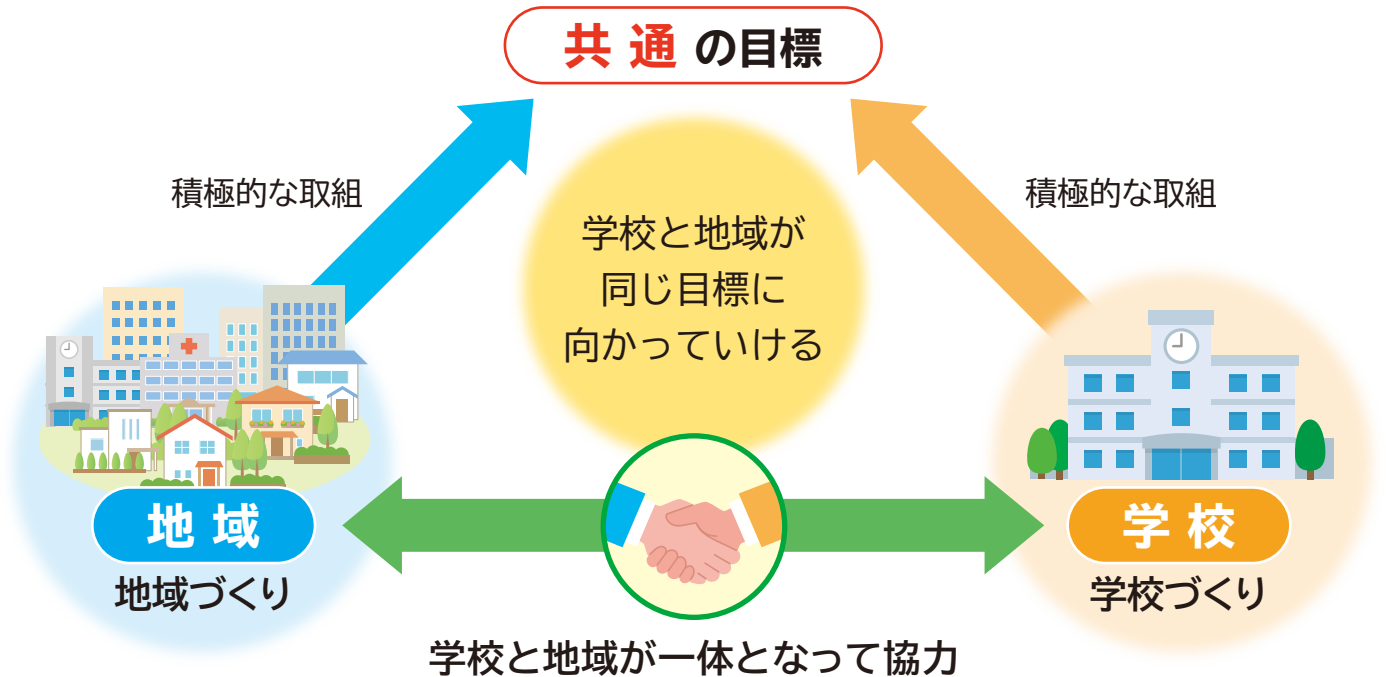 共通の目標
積極的な取組
積極的な取組
学校と地域が
同じ目標に
向かっていける
地域
学校
地域づくり
学校づくり
学校と地域が一体となって協力